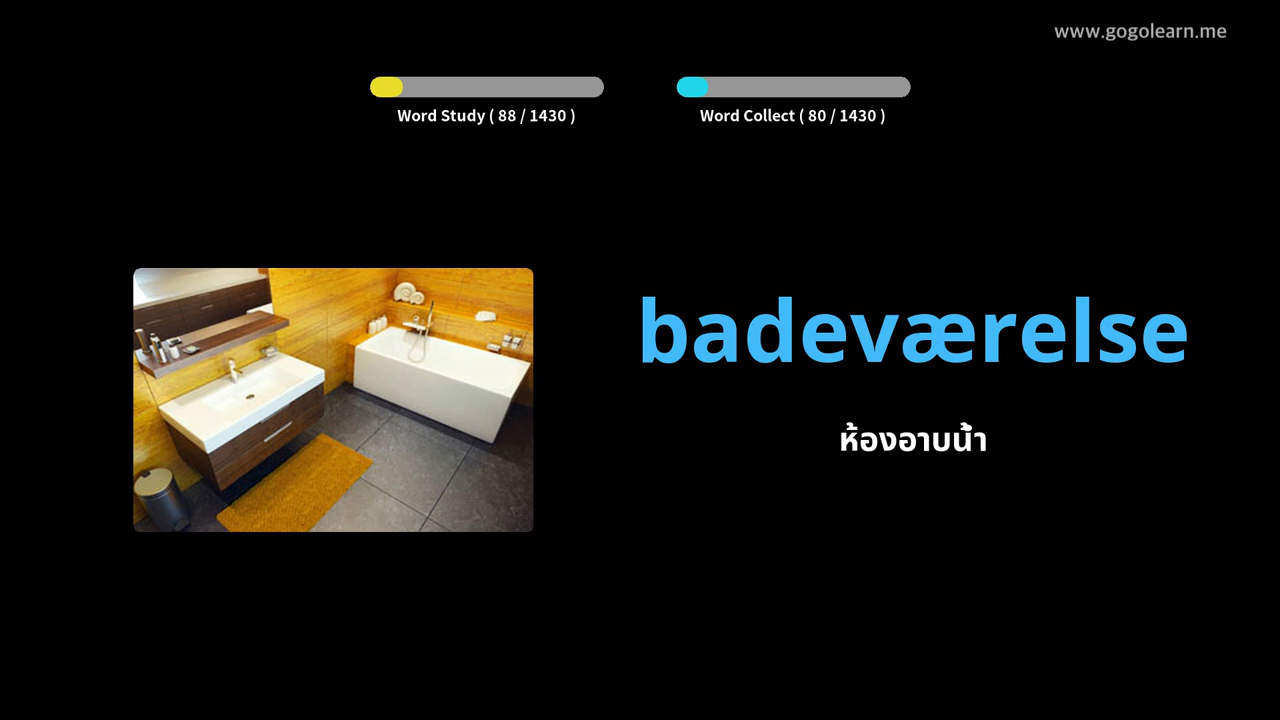 www.gogolearn.me
Word Study ( 88 / 1430 )
Word Collect ( 80 / 1430 )
badeværelse
ห้องอาบน้ำ